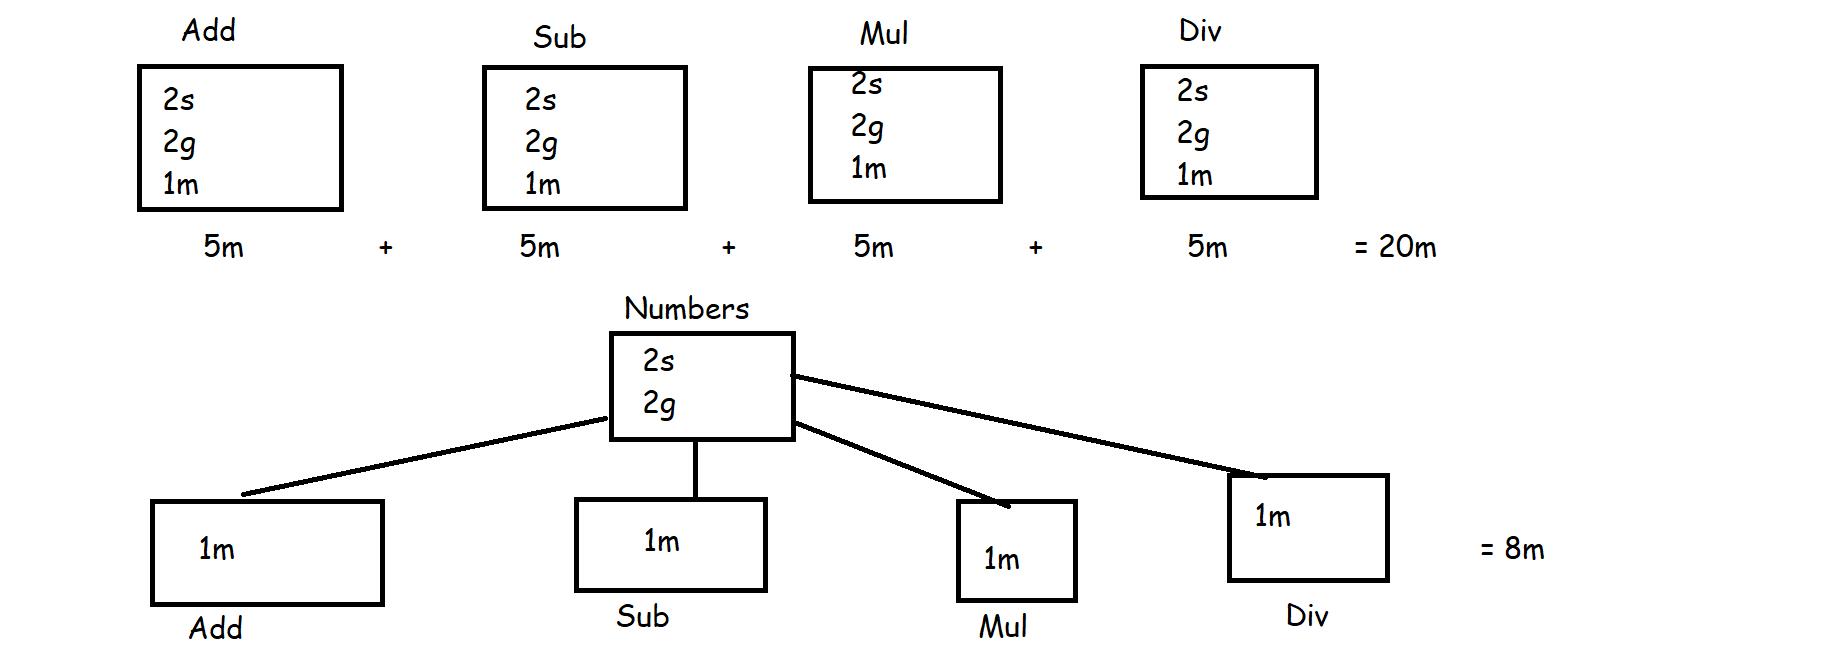 Add Sub Mul Div
2s 2s 2s 2s
2g 2g 2g 2g
1m 1m 1m 1m
5m + 5m + 5m + 5m = 20m
Numbers
2s
2g
1m 1m 1m 1m = 8m
Add Sub Mul Div